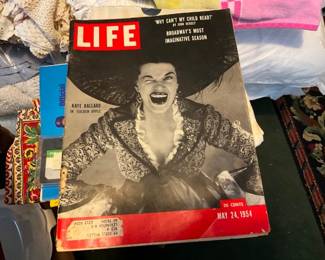 LIFE
"WHY CAN'T MY CHILD READ?"
BY JOHN HERSEY
BROADWAY'S MOST
IMAGINATIVE SEASON
KAYE BALLARD
IN 'GOLDEN APPLE'
20 CENTS
MAY 24, 1954